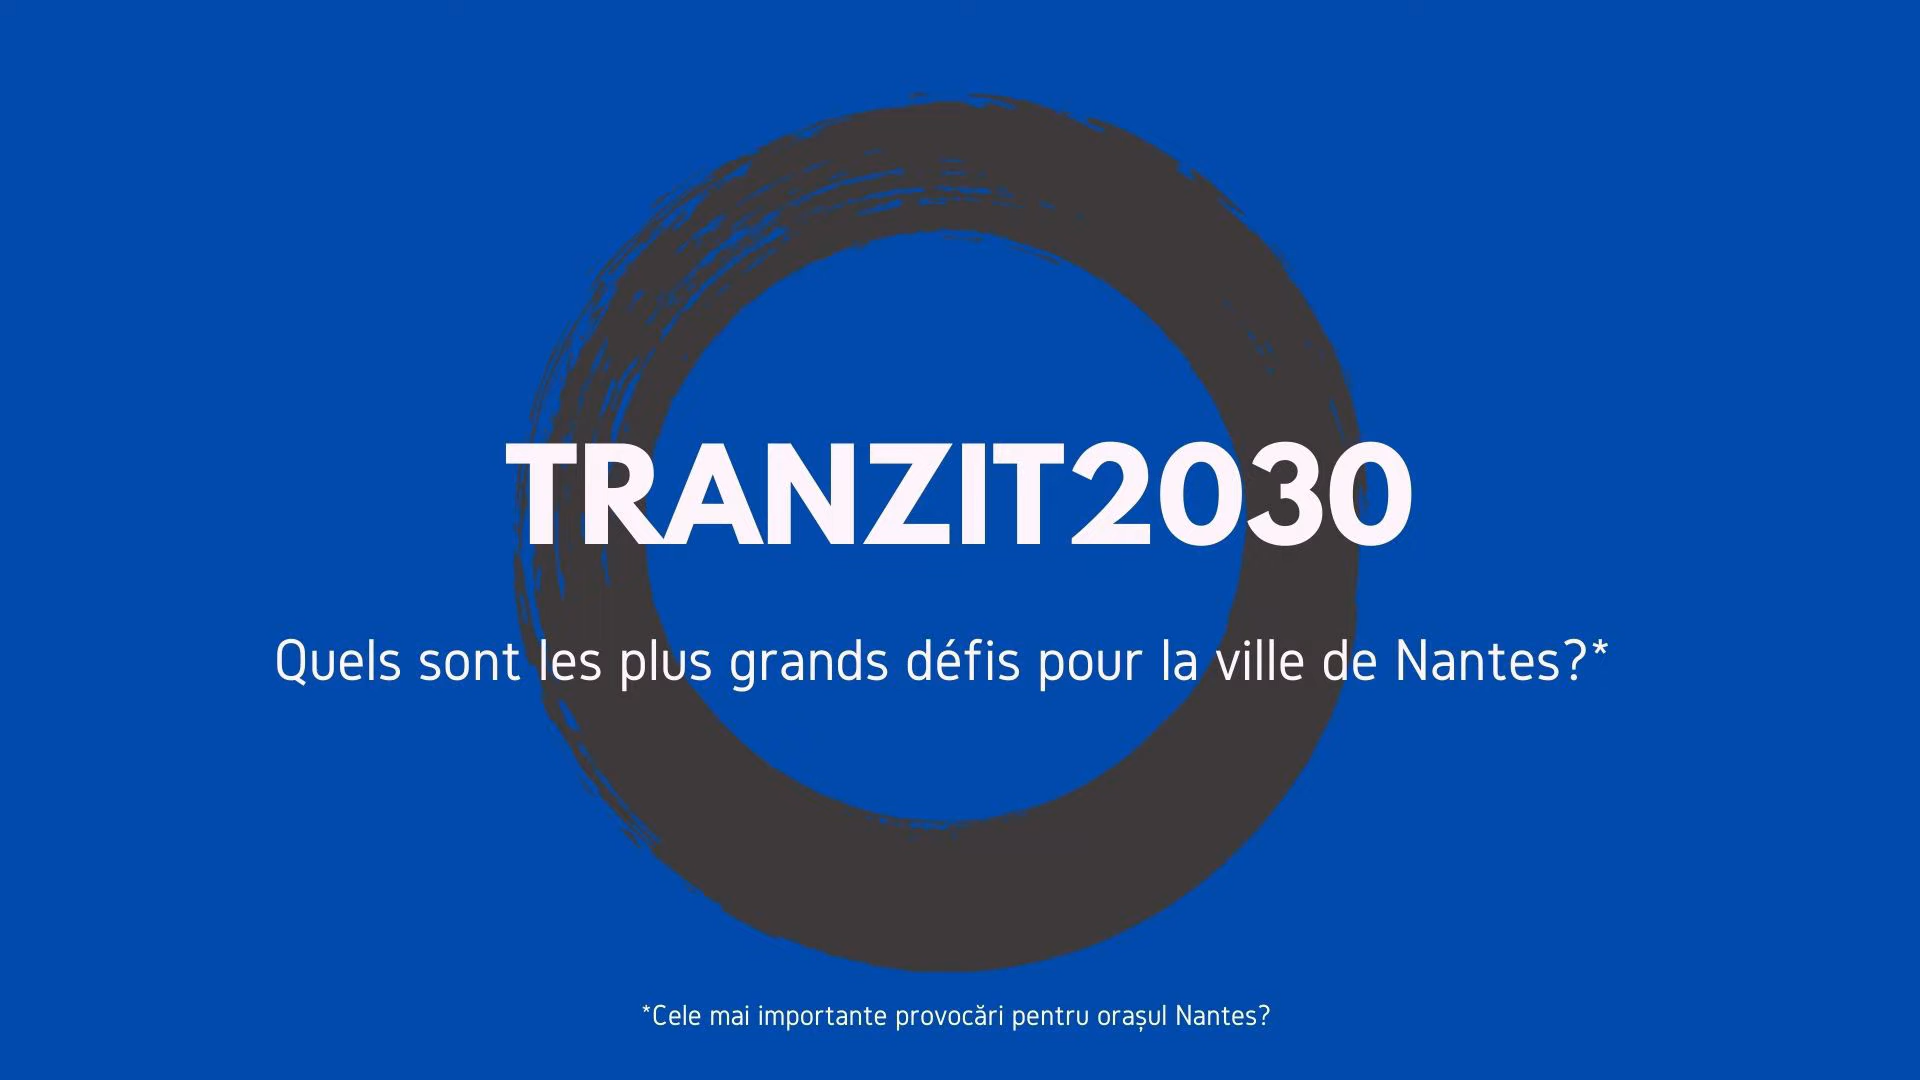 TRANZIT2030
Quels sont les plus grands défis pour la ville de Nantes?*
*Cele mai importante provocări pentru orașul Nantes?